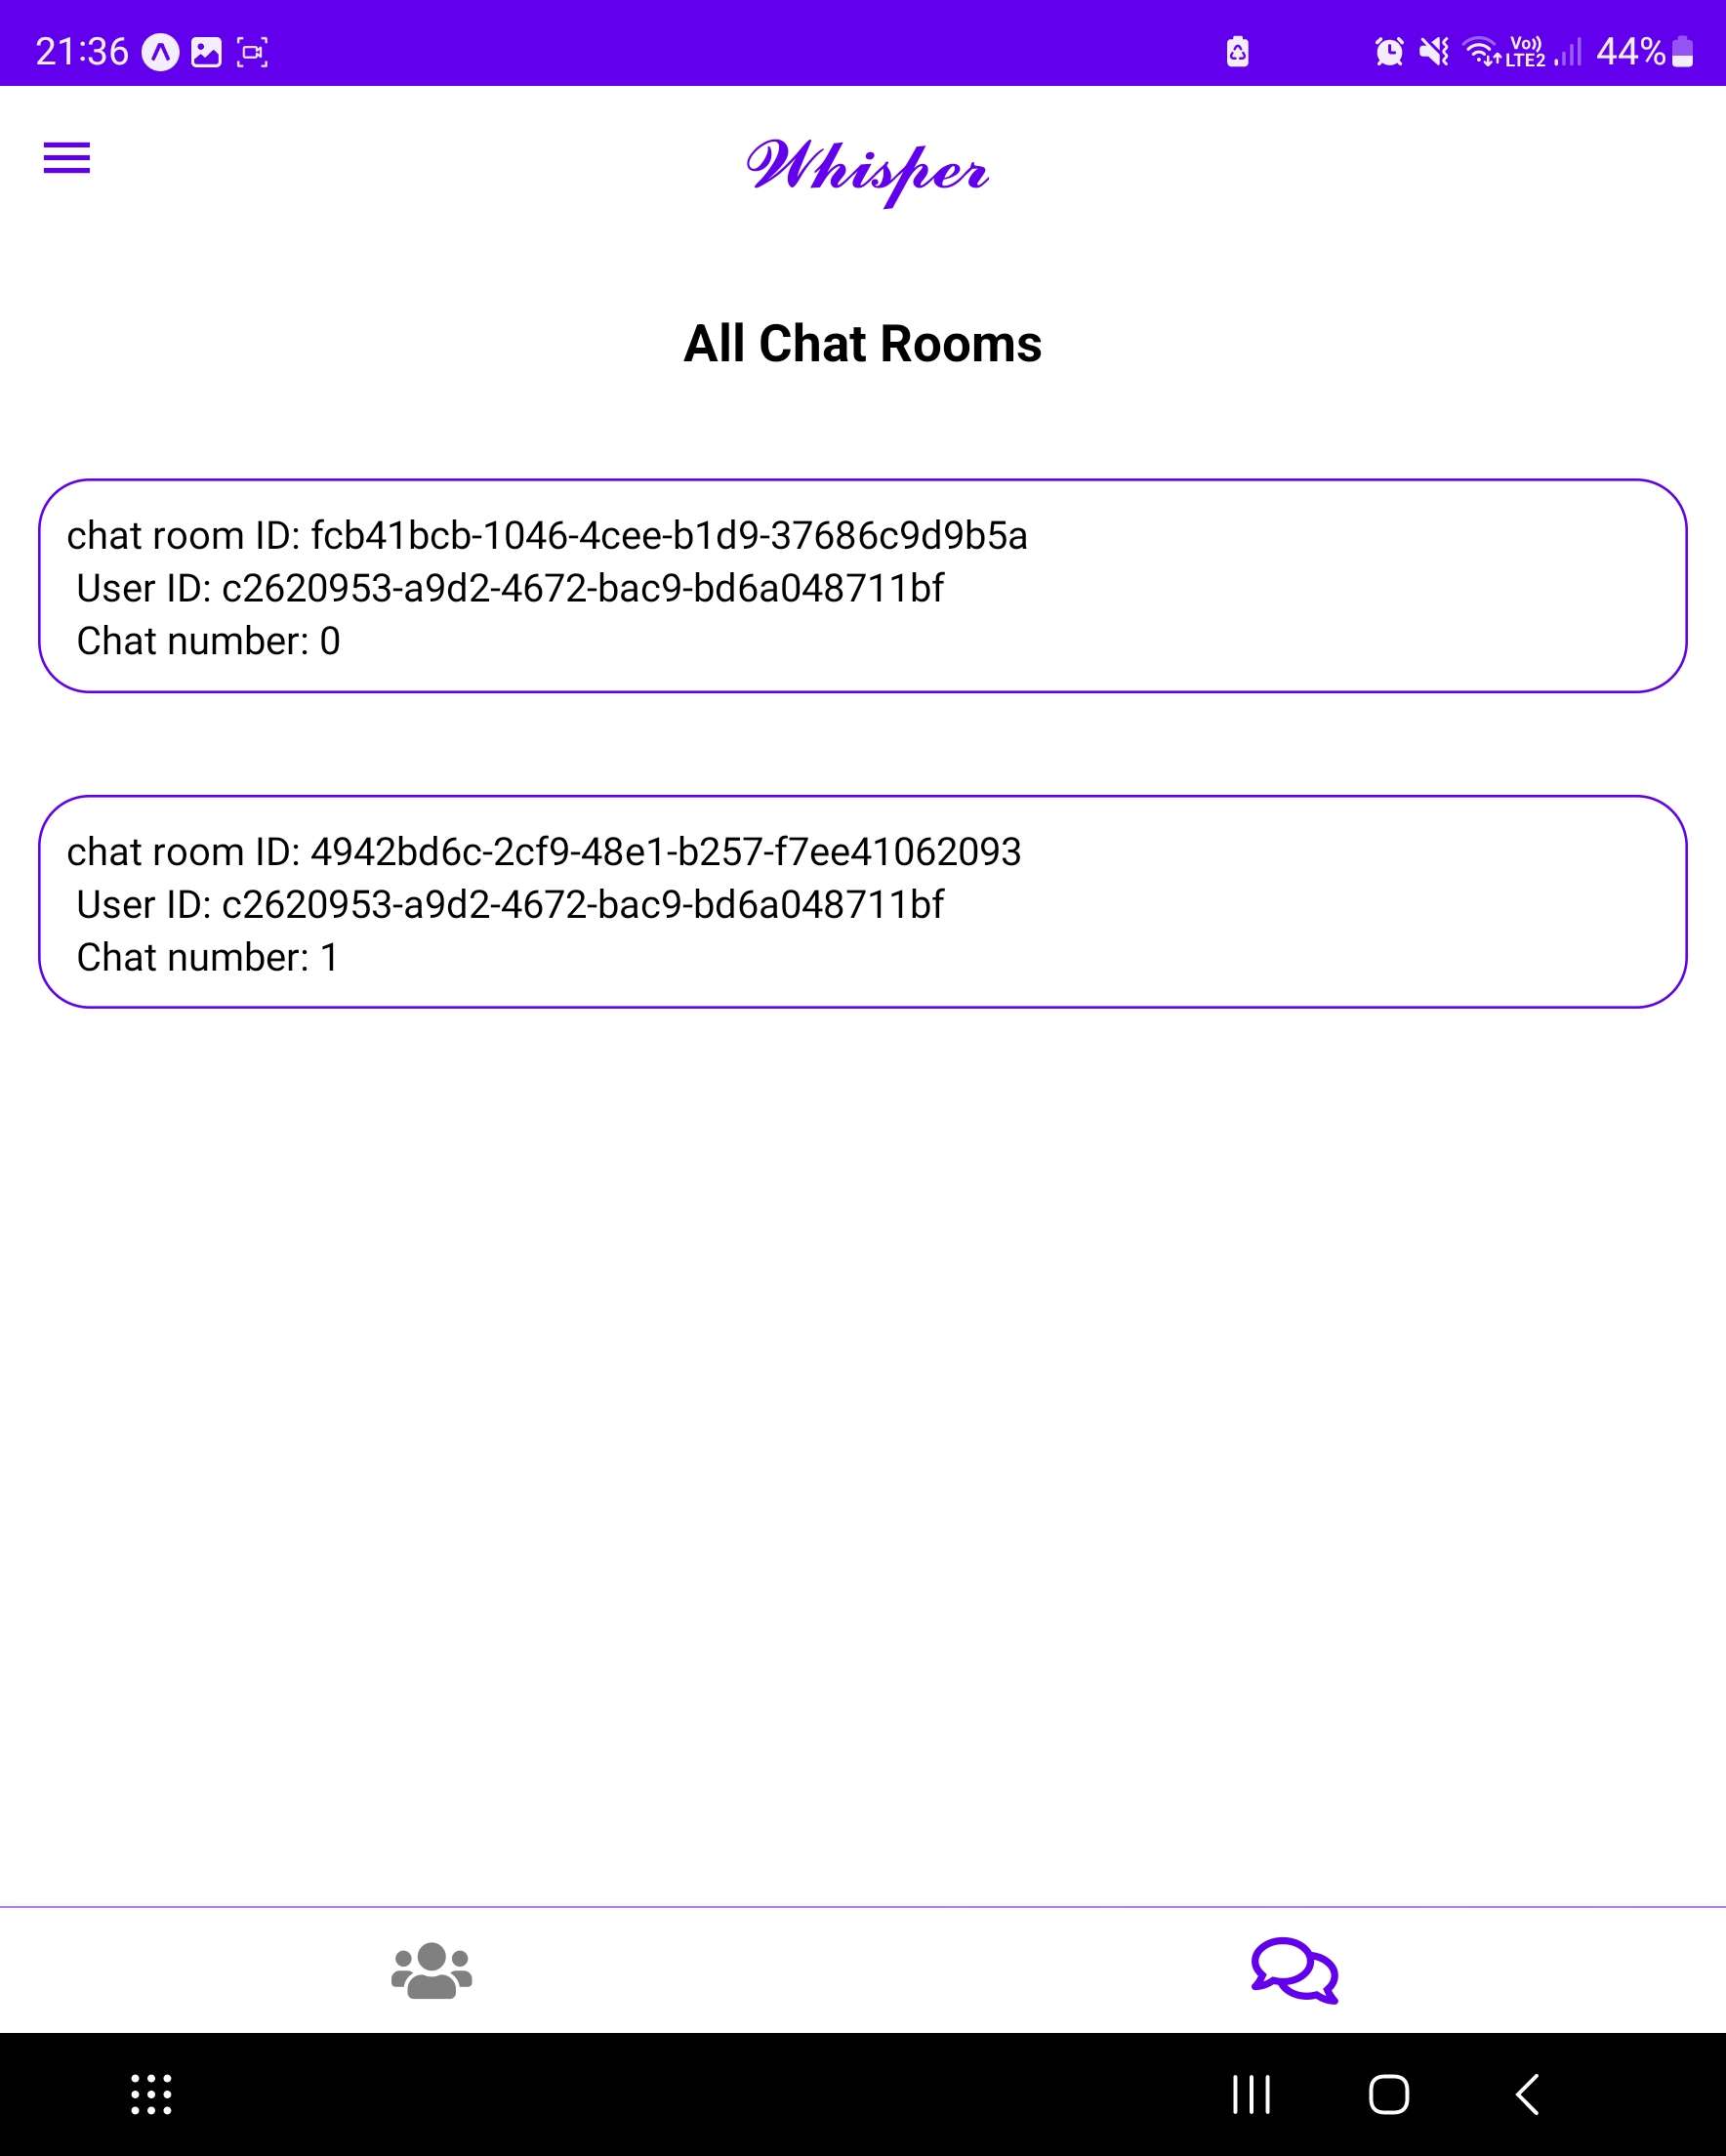 21:36
Vo))
LTE2
44%
Whisper
All Chat Rooms
chat room ID: fcb41bcb-1046-4cee-b1d9-37686c9d9b5a
User ID: c2620953-a9d2-4672-bac9-bd6a048711bf
Chat number: 0
chat room ID: 4942bd6c-2cf9-48e1-b257-f7ee41062093
User ID: c2620953-a9d2-4672-bac9-bd6a048711bf
Chat number: 1